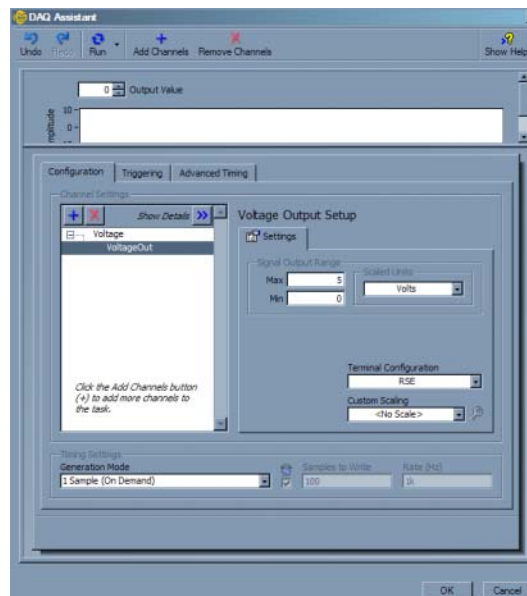 DAQ Assistant
Undo Redo Run Add Channels Remove Channels Show Help
0 Output Value
10
0
Configuration Triggering Advanced Timing
Channel Settings
Show Details
Voltage
VoltageOut
Click the Add Channels button
(+) to add more channels to
the task.
Voltage Output Setup
Settings
Signal Output Range
Max 5
Min 0
Scaled Units
Volts
Terminal Configuration
RSE
Custom Scaling
<No Scale>
Timing Settings
Generation Mode
1 Sample (On Demand)
Samples to Write
100
Rate (Hz)
1k
OK Cancel